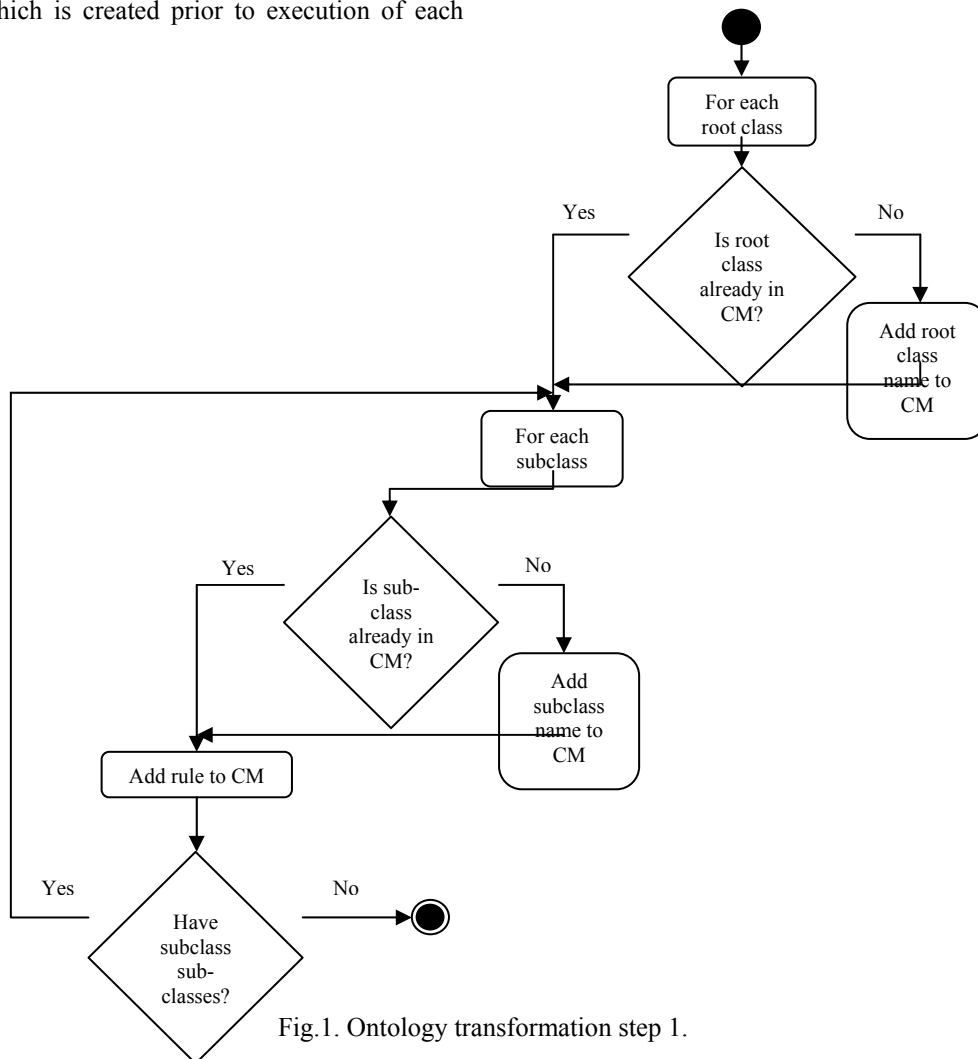 hich is created prior to execution of each
For each
root class
Yes
No
Is root
class
already in
CM?
Add root
class
name to
CM
For each
subclass
Yes
No
Is sub-
class
already in
CM?
Add
subclass
name to
CM
Add rule to CM
Yes
No
Have
subclass
sub-
classes?
Fig.1. Ontology transformation step 1.